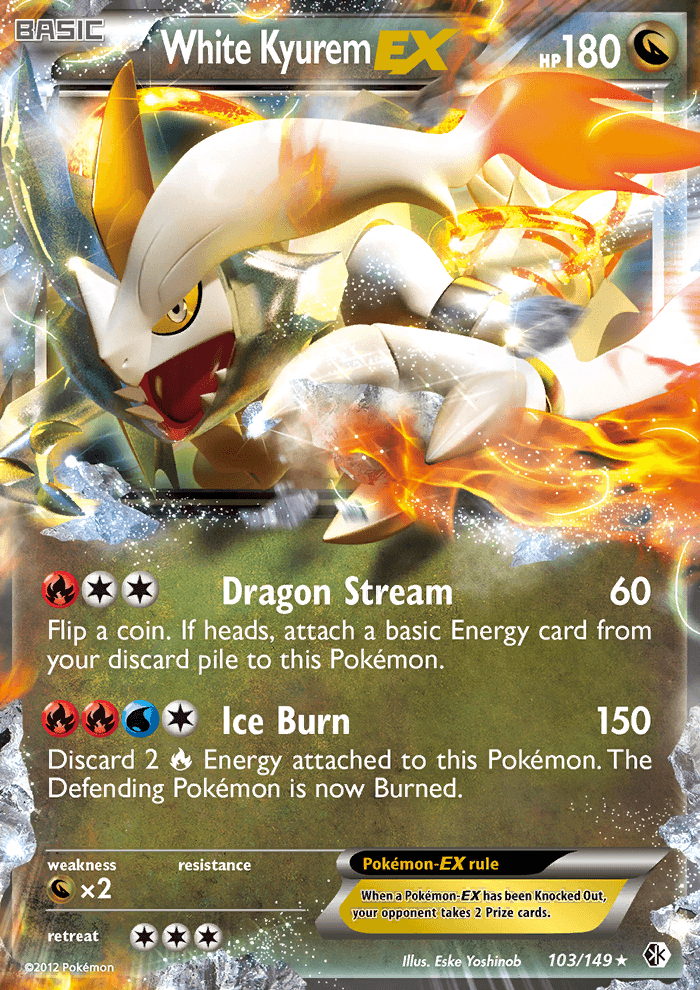 BASIC
White Kyurem EX HP180
Dragon Stream 60
Flip a coin. If heads, attach a basic Energy card from
your discard pile to this Pokémon.
Ice Burn 150
Discard 2 Energy attached to this Pokémon. The
Defending Pokémon is now Burned.
weakness resistance
×2
Pokémon-EX rule
When a Pokémon-EX has been Knocked Out,
your opponent takes 2 Prize cards.
retreat
©2012 Pokémon
Illus. Eske Yoshinob 103/149★